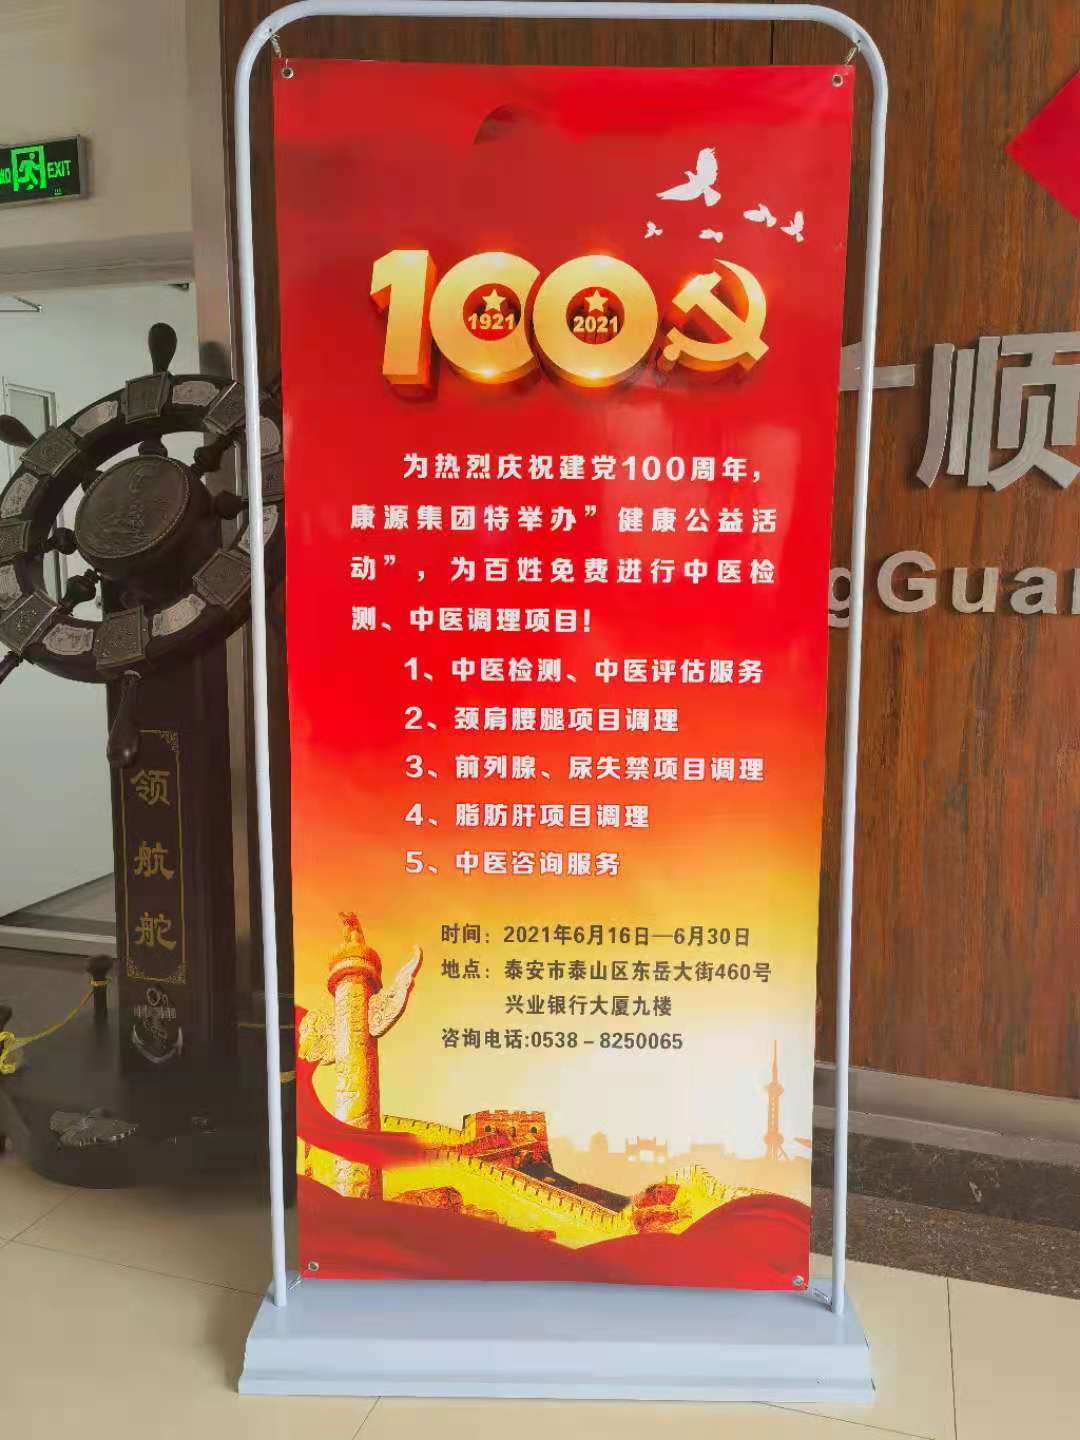 EXIT
1921
2021
100
为热烈庆祝建党100周年，
康源集团特举办”健康公益活
动”，为百姓免费进行中医检
测、中医调理项目！
1、中医检测、中医评估服务
2、颈肩腰腿项目调理
3、前列腺、尿失禁项目调理
4、脂肪肝项目调理
5、中医咨询服务
时间：2021年6月16日—6月30日
地点：泰安市泰山区东岳大街460号
兴业银行大厦九楼
咨询电话:0538－8250065
领航舵
顺
gGua